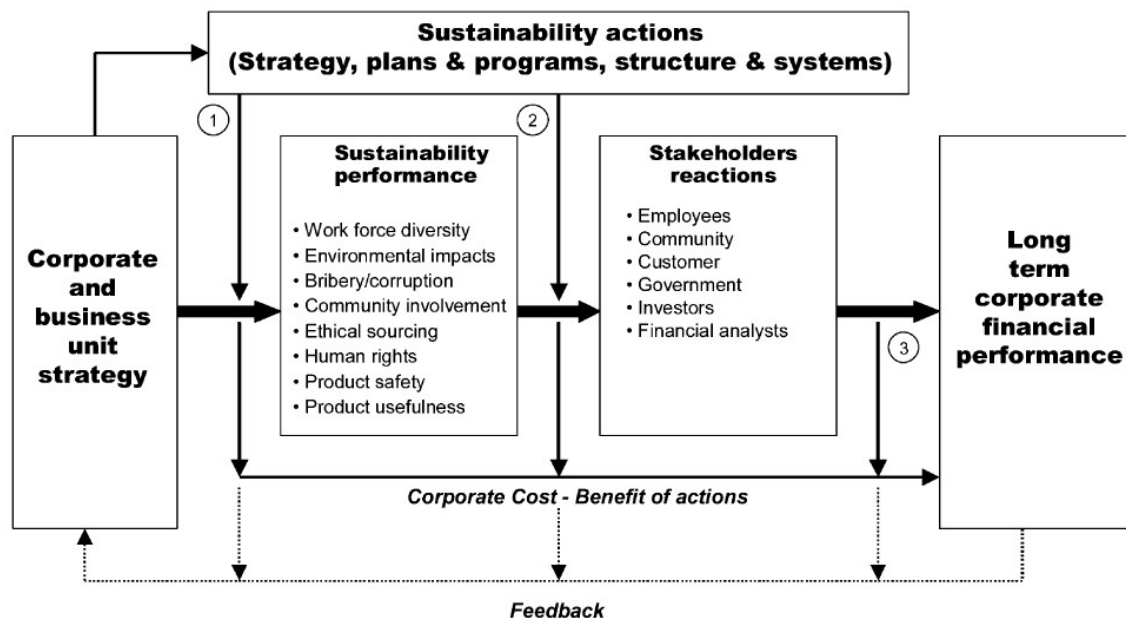 Sustainability actions
(Strategy, plans & programs, structure & systems)
1
2
Corporate
and
business
unit
strategy
Sustainability
performance
• Work force diversity
• Environmental impacts
• Bribery/corruption
• Community involvement
• Ethical sourcing
• Human rights
• Product safety
• Product usefulness
Stakeholders
reactions
• Employees
• Community
• Customer
• Government
• Investors
• Financial analysts
3
Long
term
corporate
financial
performance
Corporate Cost - Benefit of actions
Feedback